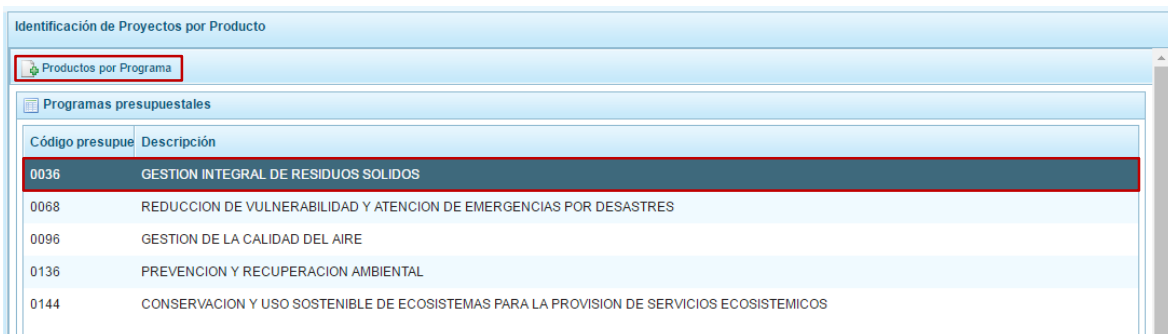 Identificación de Proyectos por Producto
Productos por Programa
Programas presupuestales
Código presupue Descripción
0036 GESTION INTEGRAL DE RESIDUOS SOLIDOS
0068 REDUCCION DE VULNERABILIDAD Y ATENCION DE EMERGENCIAS POR DESASTRES
0096 GESTION DE LA CALIDAD DEL AIRE
0136 PREVENCION Y RECUPERACION AMBIENTAL
0144 CONSERVACION Y USO SOSTENIBLE DE ECOSISTEMAS PARA LA PROVISION DE SERVICIOS ECOSISTEMICOS